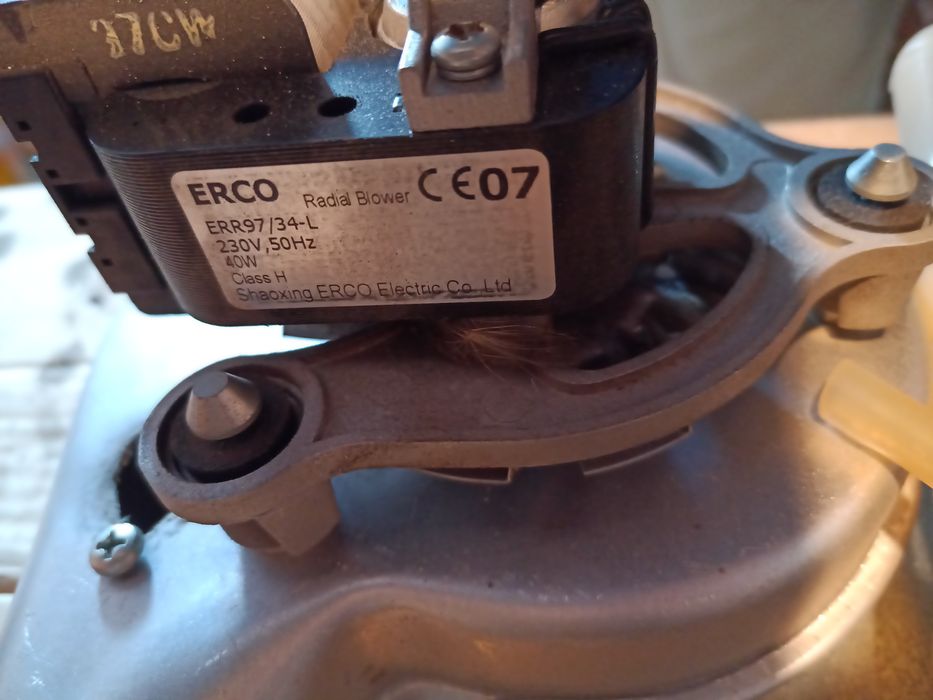 ERCO Radial Blower CE07
ERR97/34-L
230V,50Hz
40W
Class H
Shaoxing ERCO Electric Co.,Ltd